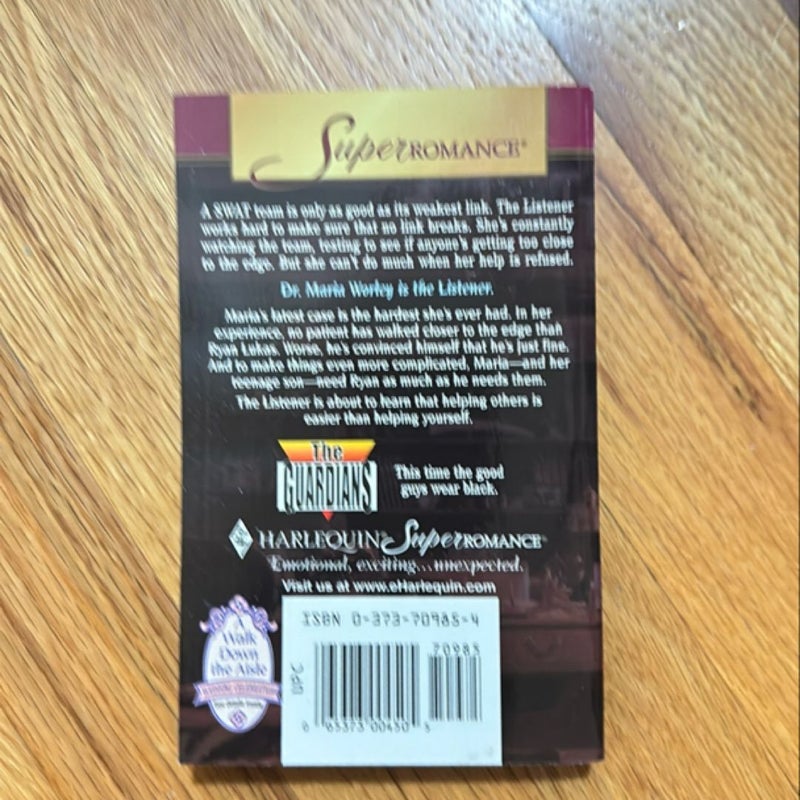 SuperROMANCE®
A SWAT team is only as good as its weakest link. The Listener
works hard to make sure that no link breaks. She's constantly
watching the team, testing to see if anyone's getting too close
to the edge. But she can't do much when her help is refused.
Dr. Maria Worley is the Listener.
Maria's latest case is the hardest she's ever had. In her
experience, no patient has walked closer to the edge than
Ryan Lukas. Worse, he's convinced himself that he's just fine.
And to make things even more complicated, Maria—and her
teenage son—need Ryan as much as he needs them.
The Listener is about to learn that helping others is
easier than helping yourself.
The
GUARDIANS
This time the good
guys wear black.
HARLEQUIN SuperROMANCE®
Emotional, exciting...unexpected.
Visit us at www.eHarlequin.com
A
Walk
Down
the Aisle
ISBN 0-373-70985-4
70985
UPC
0 65373 00450 5